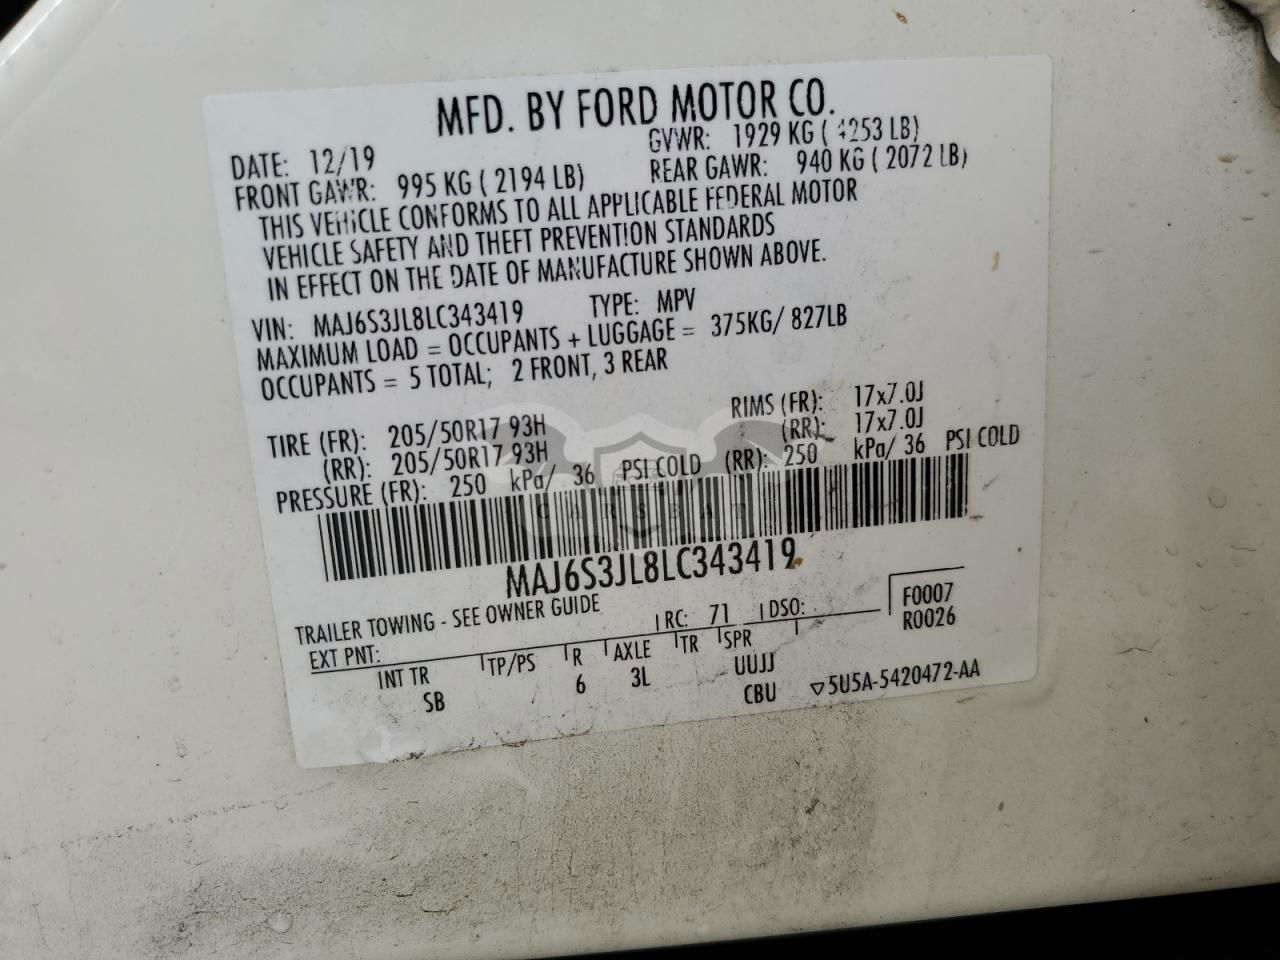 MFD. BY FORD MOTOR CO.
DATE: 12/19 GVWR: 1929 KG ( 4253 LB)
FRONT GAWR: 995 KG ( 2194 LB) REAR GAWR: 940 KG ( 2072 LB)
THIS VEHICLE CONFORMS TO ALL APPLICABLE FEDERAL MOTOR
VEHICLE SAFETY AND THEFT PREVENTION STANDARDS
IN EFFECT ON THE DATE OF MANUFACTURE SHOWN ABOVE.
VIN: MAJ6S3JL8LC343419 TYPE: MPV
MAXIMUM LOAD = OCCUPANTS + LUGGAGE = 375KG/ 827LB
OCCUPANTS = 5 TOTAL; 2 FRONT, 3 REAR
TIRE (FR): 205/50R17 93H RIMS (FR): 17x7.0J
(RR): 205/50R17 93H (RR): 17x7.0J
PRESSURE (FR): 250 kPa/ 36 PSI COLD (RR): 250 kPa/ 36 PSI COLD
CARSBAD
MAJ6S3JL8LC343419
TRAILER TOWING - SEE OWNER GUIDE
EXT PNT: RC: 71 DSO: F0007
R0026
INT TR TP/PS R AXLE TR SPR
SB 6 3L UUJJ
CBU 5U5A-5420472-AA